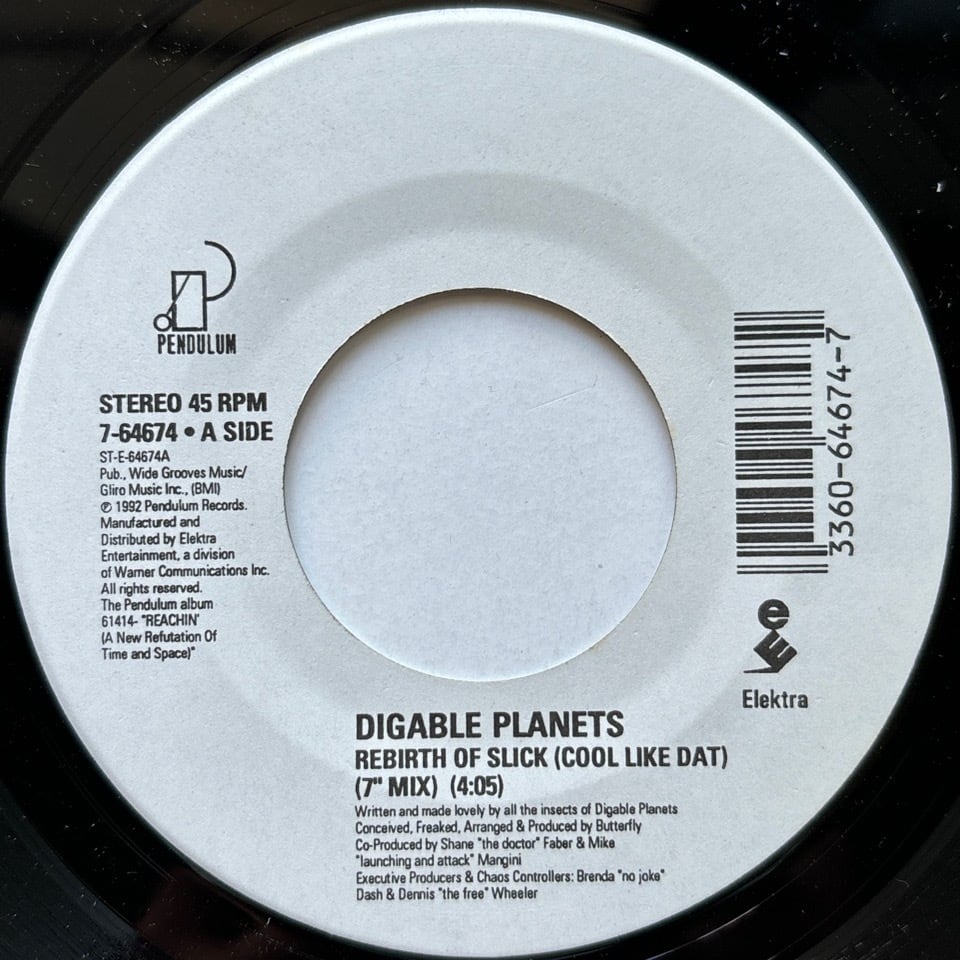 PENDULUM
STEREO 45 RPM
7-64674 • A SIDE
ST-E-64674A
Pub., Wide Grooves Music/
Gliro Music Inc., (BMI)
℗ 1992 Pendulum Records.
Manufactured and
Distributed by Elektra
Entertainment, a division
of Warner Communications Inc.
All rights reserved.
The Pendulum album
61414- "REACHIN'
(A New Refutation Of
Time and Space)"
3360-64674-7
Elektra
DIGABLE PLANETS
REBIRTH OF SLICK (COOL LIKE DAT)
(7" MIX) (4:05)
Written and made lovely by all the insects of Digable Planets
Conceived, Freaked, Arranged & Produced by Butterfly
Co-Produced by Shane "the doctor" Faber & Mike
"launching and attack" Mangini
Executive Producers & Chaos Controllers: Brenda "no joke"
Dash & Dennis "the free" Wheeler